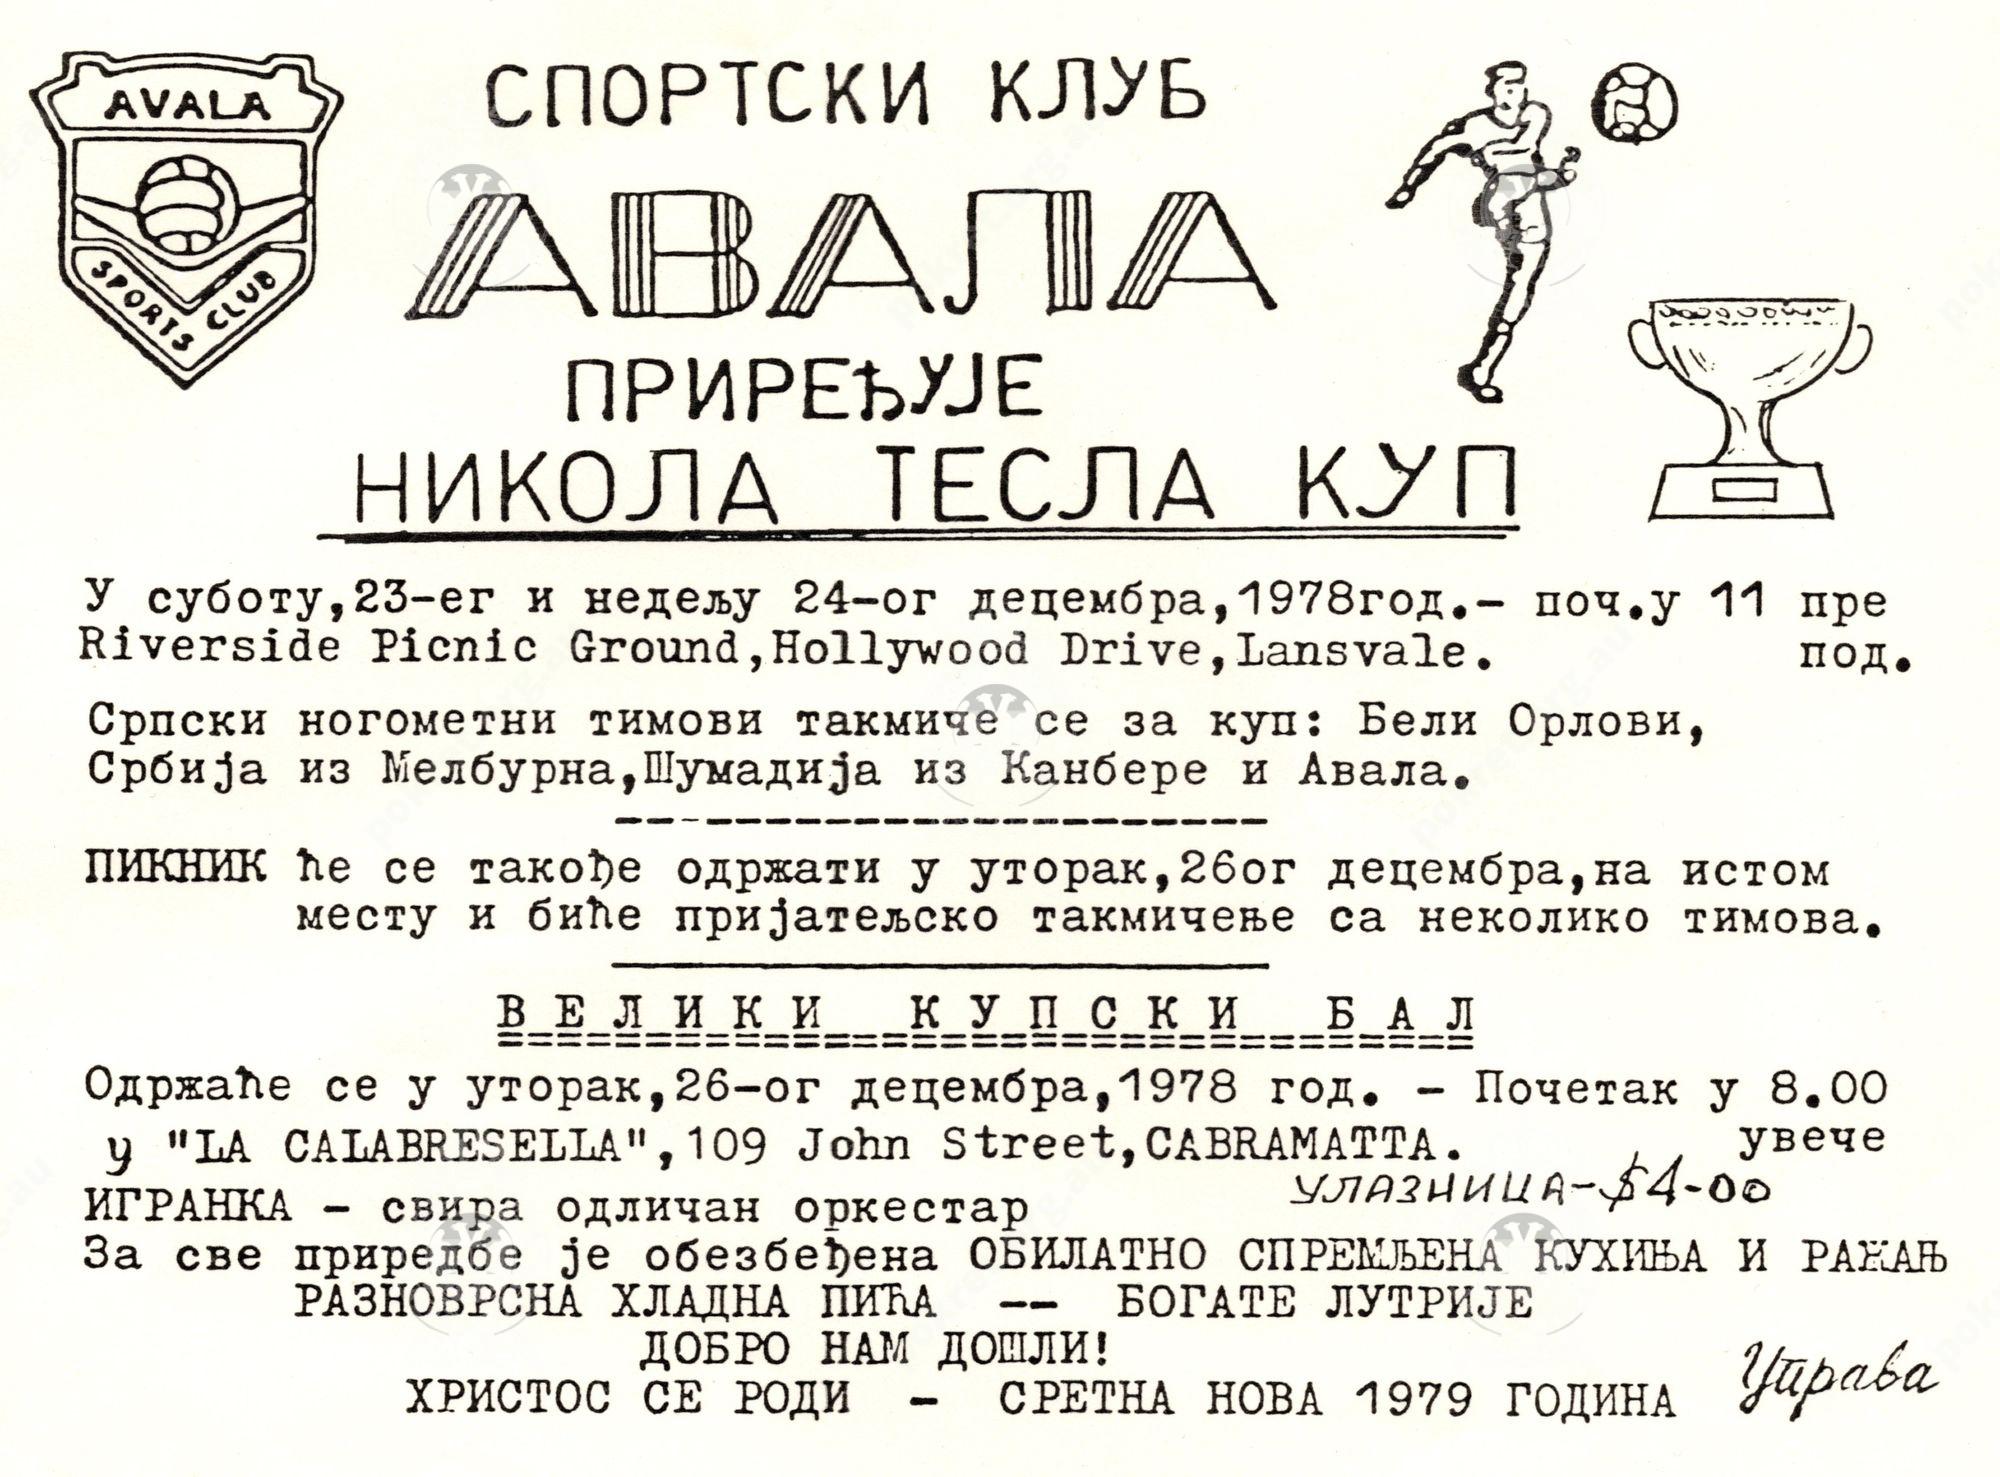 AVALA
SPORTS CLUB
СПОРТСКИ КЛУБ
АВАЛА
ПРИРЕЂУЈЕ
НИКОЛА ТЕСЛА КУП
У суботу,23-ег и недељу 24-ог децембра,1978год.- поч.у 11 пре
Riverside Picnic Ground,Hollywood Drive,Lansvale. под.
Српски ногометни тимови такмиче се за куп: Бели Орлови,
Србија из Мелбурна,Шумадија из Канбере и Авала.
ПИКНИК ће се такође одржати у уторак,26ог децембра,на истом
месту и биће пријатељско такмичење са неколико тимова.
ВЕЛИКИ КУПСКИ БАЛ
Одржаће се у уторак,26-ог децембра,1978 год. - Почетак у 8.00
у "LA CALABRESELLA",109 John Street,CABRAMATTA. увече
УЛАЗНИЦА-$4-00
ИГРАНКА - свира одличан оркестар
За све приредбе је обезбеђена ОБИЛАТНО СПРЕМЉЕНА КУХИЊА И РАЖАЊ
РАЗНОВРСНА ХЛАДНА ПИЋА -- БОГАТЕ ЛУТРИЈЕ
ДОБРО НАМ ДОШЛИ!
ХРИСТОС СЕ РОДИ - СРЕТНА НОВА 1979 ГОДИНА
Управа